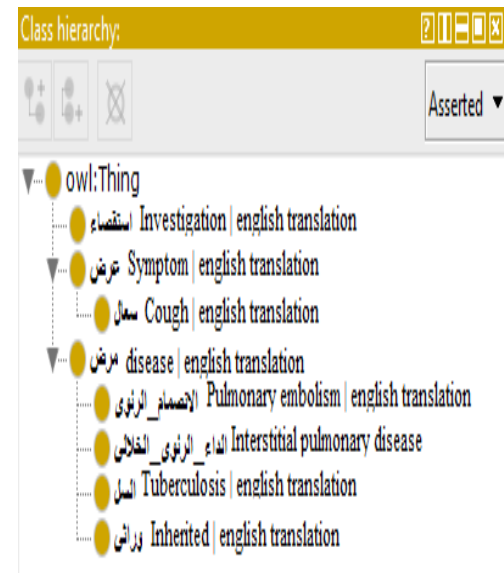 Class hierarchy:
Asserted
owl:Thing
استقصاء Investigation | english translation
عرض Symptom | english translation
سعال Cough | english translation
مرض disease | english translation
الانصمام_الرئوى Pulmonary embolism | english translation
الداء_الرئوى_الخلالى Interstitial pulmonary disease
السل Tuberculosis | english translation
وراثى Inherited | english translation